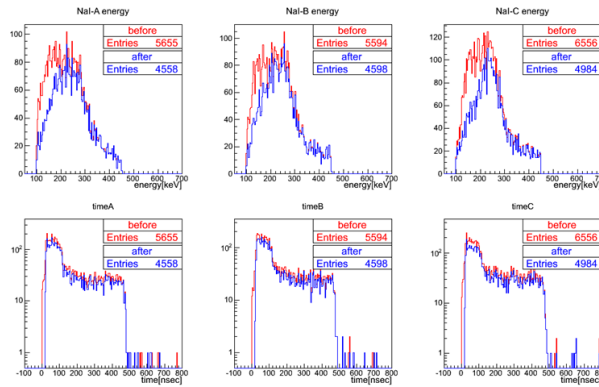 NaI-A energy
before
Entries 5655
after
Entries 4558
100
80
60
40
20
0
0 100 200 300 400 500 600 700
energy[keV]
NaI-B energy
before
Entries 5594
after
Entries 4598
100
80
60
40
20
0
0 100 200 300 400 500 600 700
energy[keV]
NaI-C energy
before
Entries 6556
after
Entries 4984
120
100
80
60
40
20
0
0 100 200 300 400 500 600 700
energy[keV]
timeA
before
Entries 5655
after
Entries 4558
10²
10
1
-100 0 100 200 300 400 500 600 700 800
time[nsec]
timeB
before
Entries 5594
after
Entries 4598
10²
10
1
-100 0 100 200 300 400 500 600 700 800
time[nsec]
timeC
before
Entries 6556
after
Entries 4984
10²
10
1
-100 0 100 200 300 400 500 600 700 800
time[nsec]